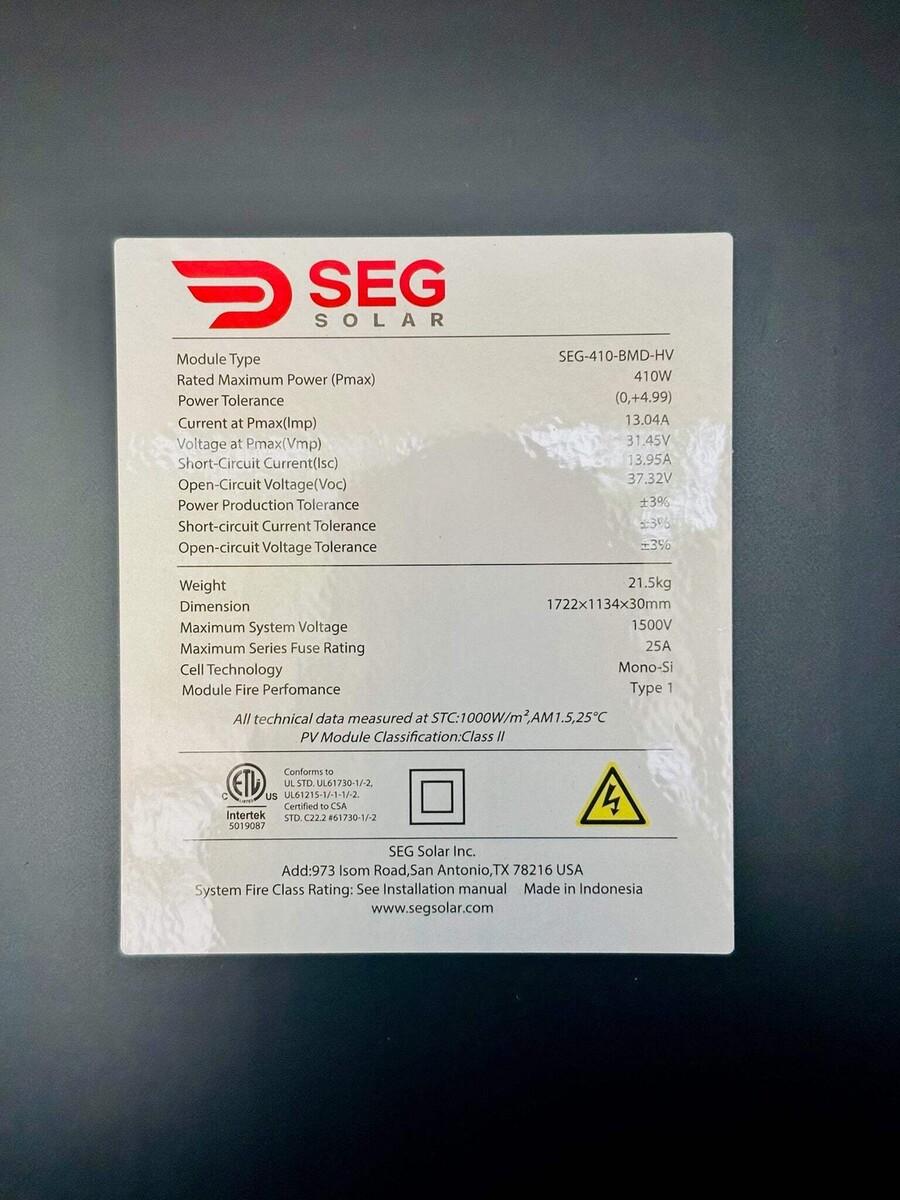 SEG
SOLAR
Module Type SEG-410-BMD-HV
Rated Maximum Power (Pmax) 410W
Power Tolerance (0,+4.99)
Current at Pmax(Imp) 13.04A
Voltage at Pmax(Vmp) 31.45V
Short-Circuit Current(Isc) 13.95A
Open-Circuit Voltage(Voc) 37.32V
Power Production Tolerance ±3%
Short-circuit Current Tolerance ±3%
Open-circuit Voltage Tolerance ±3%
Weight 21.5kg
Dimension 1722×1134×30mm
Maximum System Voltage 1500V
Maximum Series Fuse Rating 25A
Cell Technology Mono-Si
Module Fire Perfomance Type 1
All technical data measured at STC:1000W/m²,AM1.5,25°C
PV Module Classification:Class II
ETL
LISTED
C US
Intertek
5019087
Conforms to
UL STD. UL61730-1/-2,
UL61215-1/-1-1/-2.
Certified to CSA
STD. C22.2 #61730-1/-2
SEG Solar Inc.
Add:973 Isom Road,San Antonio,TX 78216 USA
System Fire Class Rating: See Installation manual Made in Indonesia
www.segsolar.com